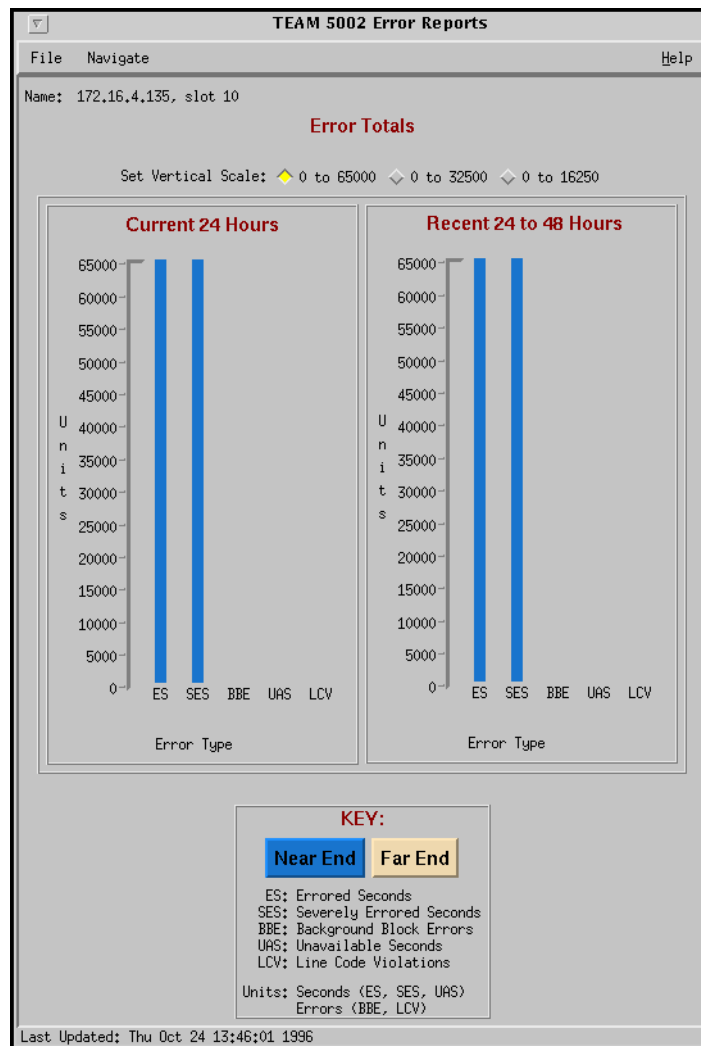 TEAM 5002 Error Reports
File Navigate Help
Name: 172.16.4.135, slot 10
Error Totals
Set Vertical Scale: 0 to 65000 0 to 32500 0 to 16250
Current 24 Hours
65000
60000
55000
50000
45000
40000
35000
30000
25000
20000
15000
10000
5000
0
Units
ES SES BBE UAS LCV
Error Type
Recent 24 to 48 Hours
65000
60000
55000
50000
45000
40000
35000
30000
25000
20000
15000
10000
5000
0
Units
ES SES BBE UAS LCV
Error Type
KEY:
Near End Far End
ES: Errored Seconds
SES: Severely Errored Seconds
BBE: Background Block Errors
UAS: Unavailable Seconds
LCV: Line Code Violations
Units: Seconds (ES, SES, UAS)
Errors (BBE, LCV)
Last Updated: Thu Oct 24 13:46:01 1996